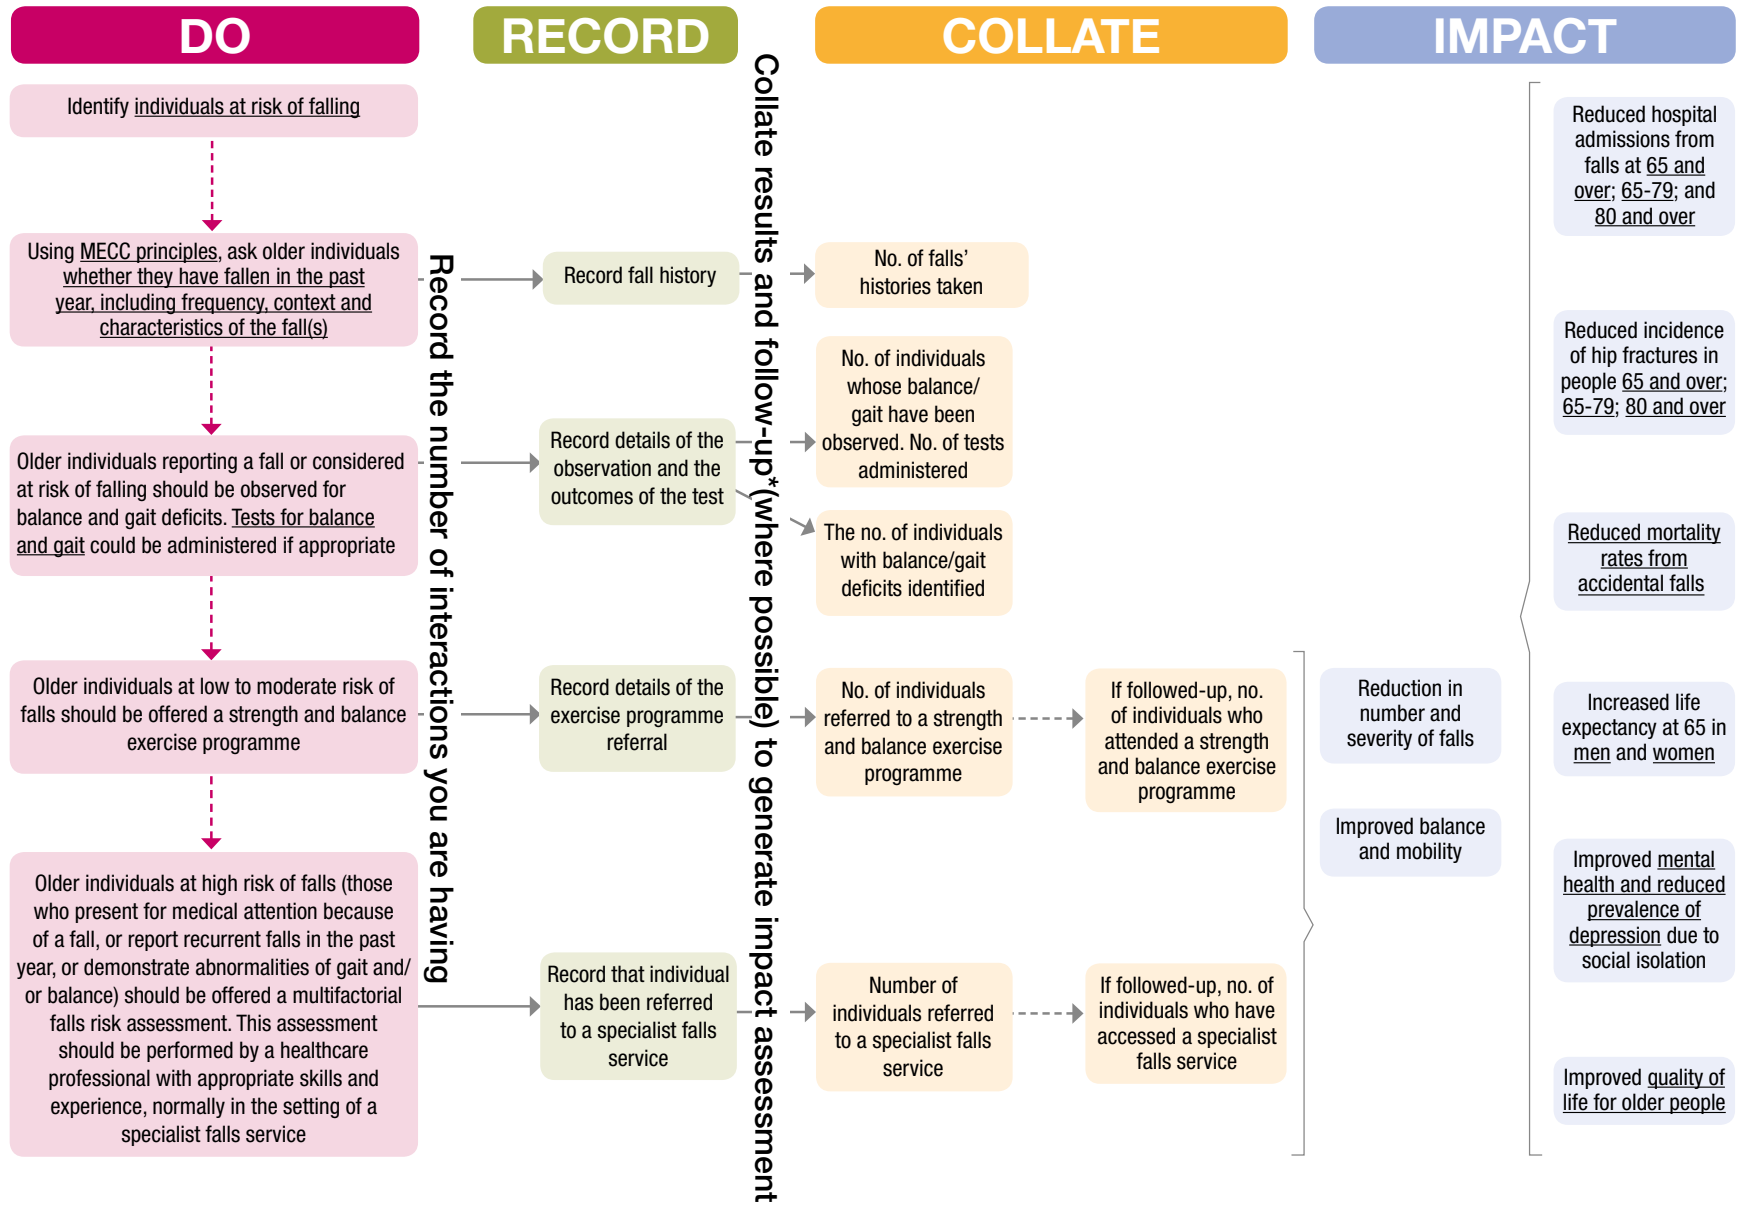 DO
RECORD
COLLATE
IMPACT
Identify individuals at risk of falling
Using MECC principles, ask older individuals
whether they have fallen in the past
year, including frequency, context and
characteristics of the fall(s)
Older individuals reporting a fall or considered
at risk of falling should be observed for
balance and gait deficits. Tests for balance
and gait could be administered if appropriate
Older individuals at low to moderate risk of
falls should be offered a strength and balance
exercise programme
Older individuals at high risk of falls (those
who present for medical attention because
of a fall, or report recurrent falls in the past
year, or demonstrate abnormalities of gait and/
or balance) should be offered a multifactorial
falls risk assessment. This assessment
should be performed by a healthcare
professional with appropriate skills and
experience, normally in the setting of a
specialist falls service
Record the number of interactions you are having
Record fall history
Record details of the
observation and the
outcomes of the test
Record details of the
exercise programme
referral
Record that individual
has been referred
to a specialist falls
service
Collate results and follow-up*(where possible) to generate impact assessment
No. of falls’
histories taken
No. of individuals
whose balance/
gait have been
observed. No. of tests
administered
The no. of individuals
with balance/gait
deficits identified
No. of individuals
referred to a strength
and balance exercise
programme
If followed-up, no.
of individuals who
attended a strength
and balance exercise
programme
Number of
individuals referred
to a specialist falls
service
If followed-up, no. of
individuals who have
accessed a specialist
falls service
Reduction in
number and
severity of falls
Improved balance
and mobility
Reduced hospital
admissions from
falls at 65 and
over; 65-79; and
80 and over
Reduced incidence
of hip fractures in
people 65 and over;
65-79; 80 and over
Reduced mortality
rates from
accidental falls
Increased life
expectancy at 65 in
men and women
Improved mental
health and reduced
prevalence of
depression due to
social isolation
Improved quality of
life for older people